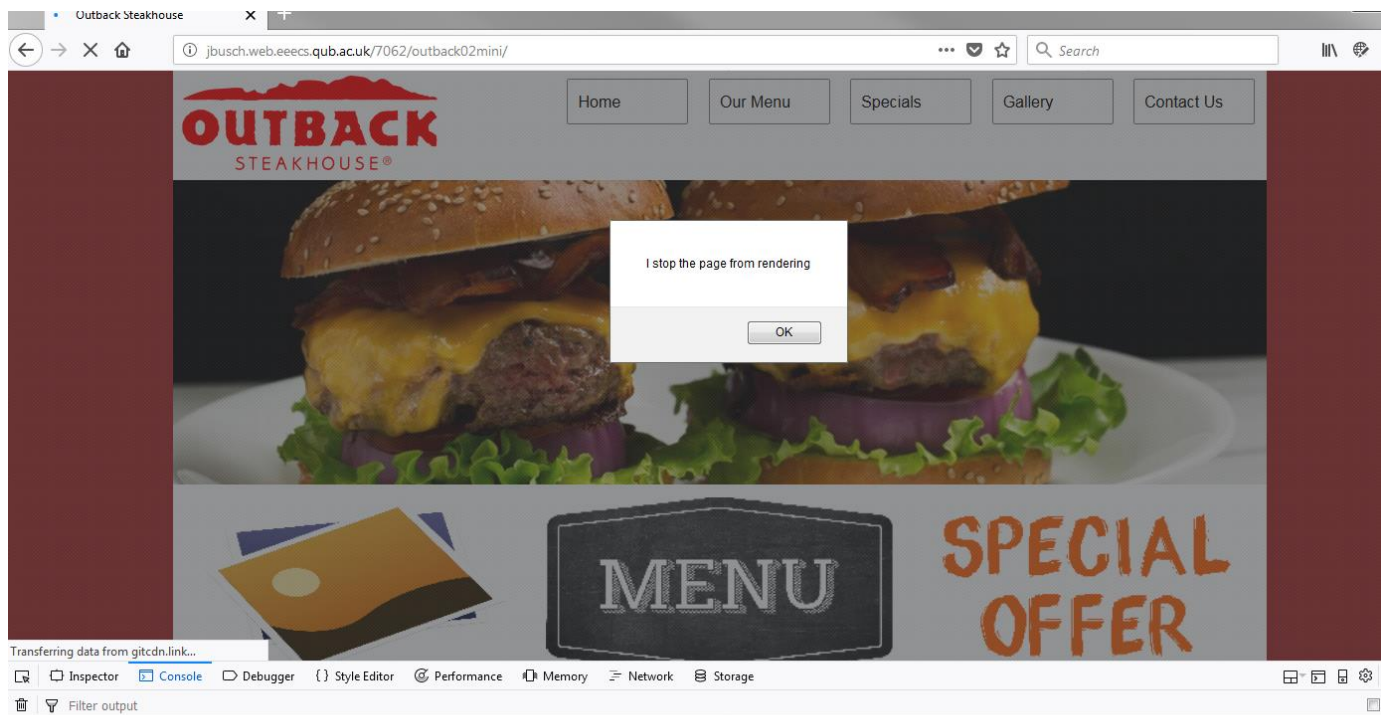 Outback Steakhouse
jbusch.web.eeecs.qub.ac.uk/7062/outback02mini/
Search
OUTBACK
STEAKHOUSE®
Home
Our Menu
Specials
Gallery
Contact Us
I stop the page from rendering
OK
MENU
SPECIAL
OFFER
Transferring data from gitcdn.link...
Inspector
Console
Debugger
{ } Style Editor
Performance
Memory
Network
Storage
Filter output